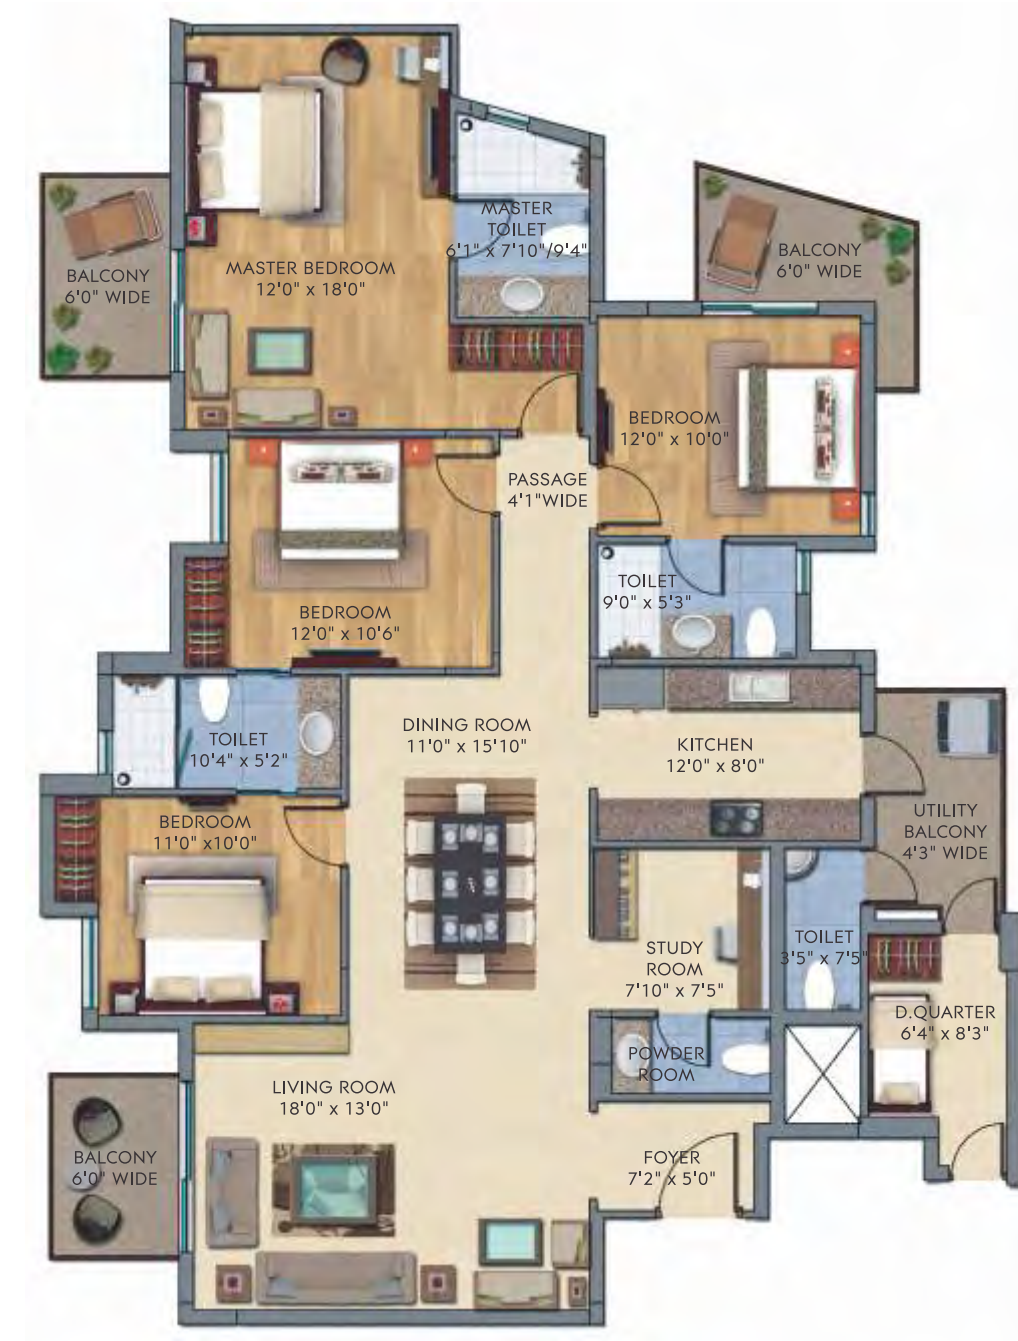 MASTER
TOILET
6'1" x 7'10"/9'4"
BALCONY
6'0" WIDE
MASTER BEDROOM
12'0" x 18'0"
BALCONY
6'0" WIDE
BEDROOM
12'0" x 10'0"
PASSAGE
4'1"WIDE
TOILET
9'0" x 5'3"
BEDROOM
12'0" x 10'6"
DINING ROOM
11'0" x 15'10"
TOILET
10'4" x 5'2"
KITCHEN
12'0" x 8'0"
UTILITY
BALCONY
4'3" WIDE
BEDROOM
11'0" x10'0"
STUDY
ROOM
7'10" x 7'5"
TOILET
3'5" x 7'5"
D.QUARTER
6'4" x 8'3"
POWDER
ROOM
LIVING ROOM
18'0" x 13'0"
BALCONY
6'0" WIDE
FOYER
7'2" x 5'0"